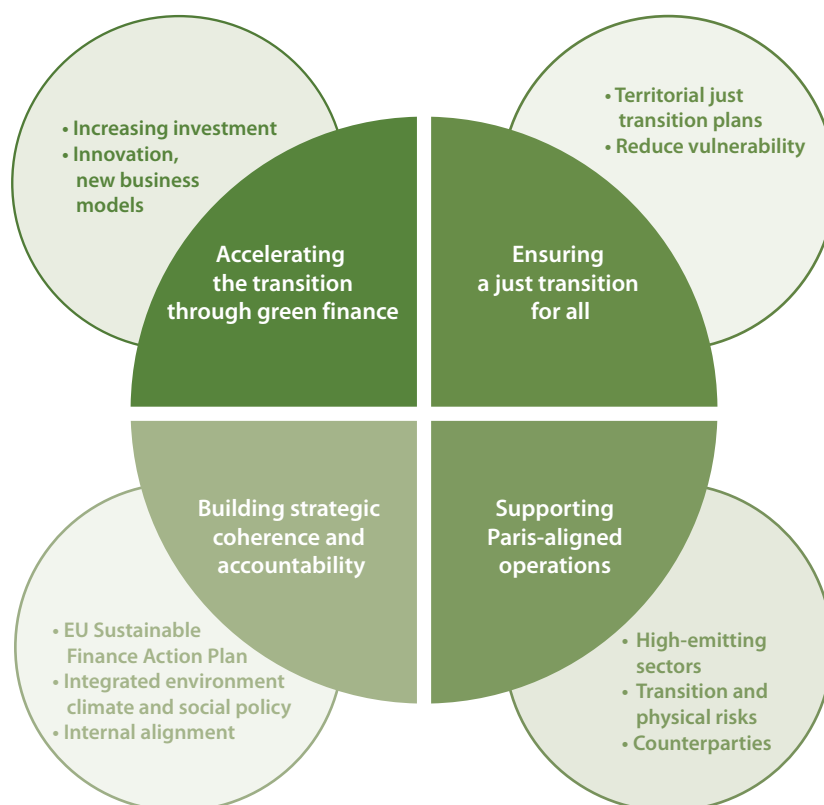 • Increasing investment
• Innovation,
new business
models
• Territorial just
transition plans
• Reduce vulnerability
Accelerating
the transition
through green finance
Ensuring
a just transition
for all
Building strategic
coherence and
accountability
Supporting
Paris-aligned
operations
• EU Sustainable
Finance Action Plan
• Integrated environment
climate and social policy
• Internal alignment
• High-emitting
sectors
• Transition and
physical risks
• Counterparties